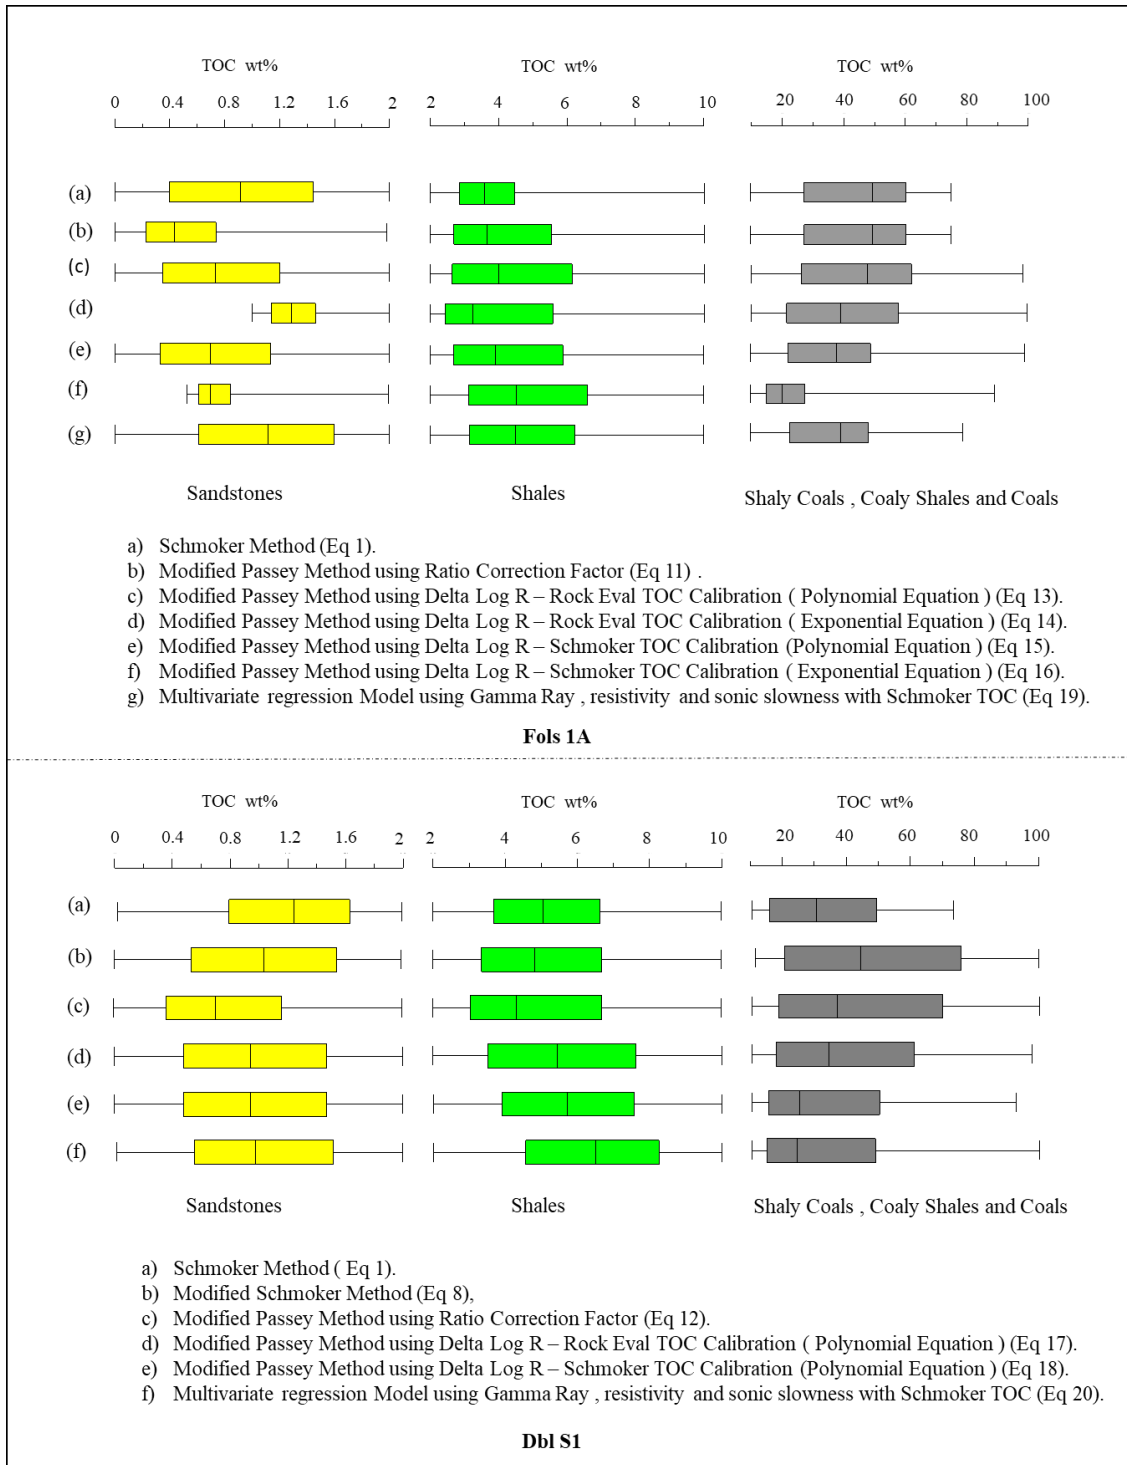 TOC wt% TOC wt% TOC wt%
0 0.4 0.8 1.2 1.6 2 2 4 6 8 10 20 40 60 80 100
(a)
(b)
(c)
(d)
(e)
(f)
(g)
Sandstones Shales Shaly Coals , Coaly Shales and Coals
a) Schmoker Method (Eq 1).
b) Modified Passey Method using Ratio Correction Factor (Eq 11) .
c) Modified Passey Method using Delta Log R – Rock Eval TOC Calibration ( Polynomial Equation ) (Eq 13).
d) Modified Passey Method using Delta Log R – Rock Eval TOC Calibration ( Exponential Equation ) (Eq 14).
e) Modified Passey Method using Delta Log R – Schmoker TOC Calibration (Polynomial Equation ) (Eq 15).
f) Modified Passey Method using Delta Log R – Schmoker TOC Calibration ( Exponential Equation ) (Eq 16).
g) Multivariate regression Model using Gamma Ray , resistivity and sonic slowness with Schmoker TOC (Eq 19).
Fols 1A
TOC wt% TOC wt% TOC wt%
0 0.4 0.8 1.2 1.6 2 2 4 6 8 10 20 40 60 80 100
(a)
(b)
(c)
(d)
(e)
(f)
Sandstones Shales Shaly Coals , Coaly Shales and Coals
a) Schmoker Method ( Eq 1).
b) Modified Schmoker Method (Eq 8),
c) Modified Passey Method using Ratio Correction Factor (Eq 12).
d) Modified Passey Method using Delta Log R – Rock Eval TOC Calibration ( Polynomial Equation ) (Eq 17).
e) Modified Passey Method using Delta Log R – Schmoker TOC Calibration (Polynomial Equation ) (Eq 18).
f) Multivariate regression Model using Gamma Ray , resistivity and sonic slowness with Schmoker TOC (Eq 20).
Dbl S1